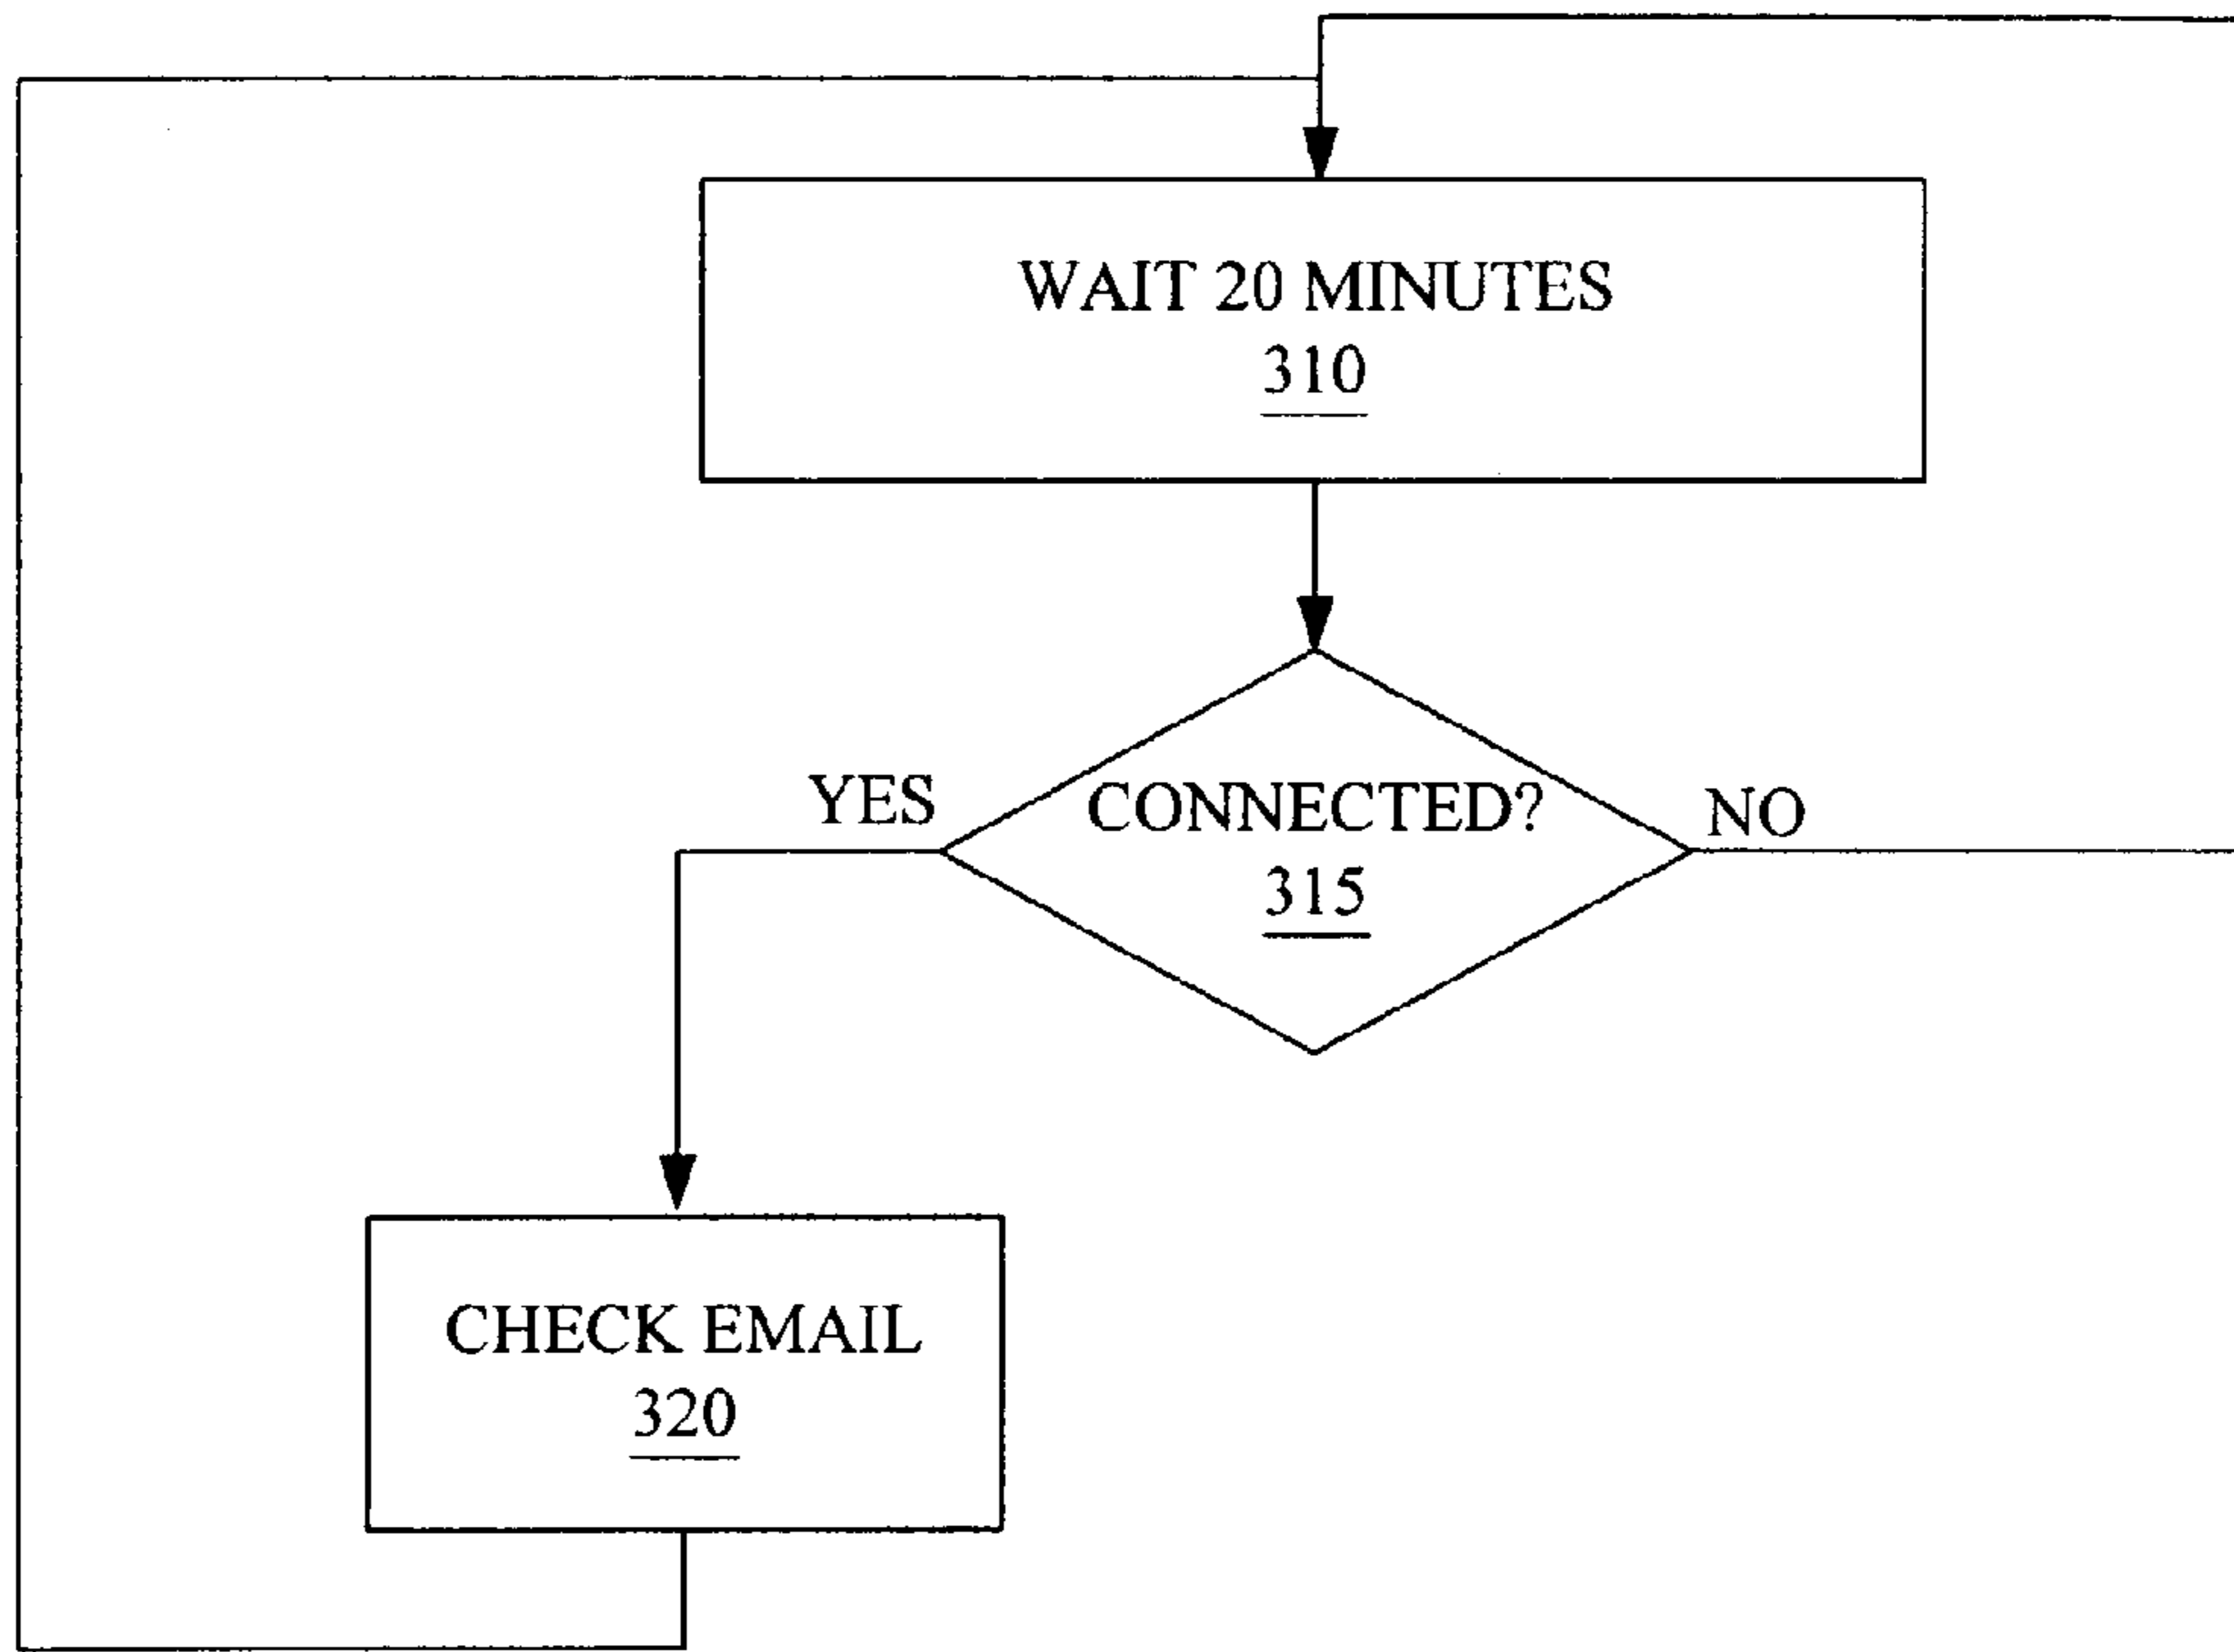 WAIT 20 MINUTES
310
YES
CONNECTED?
NO
315
CHECK EMAIL
320